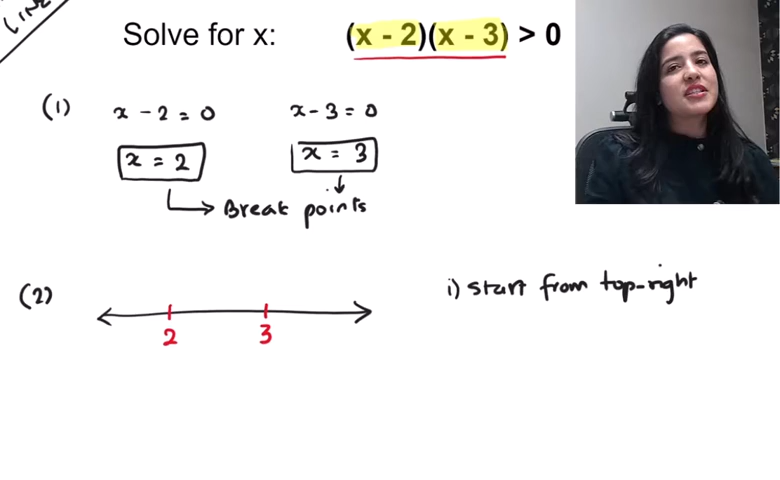 LINE
Solve for x: (x - 2)(x - 3) > 0
(1) x - 2 = 0 x - 3 = 0
x = 2 x = 3
Break points
(2) i) start from top-right
2 3